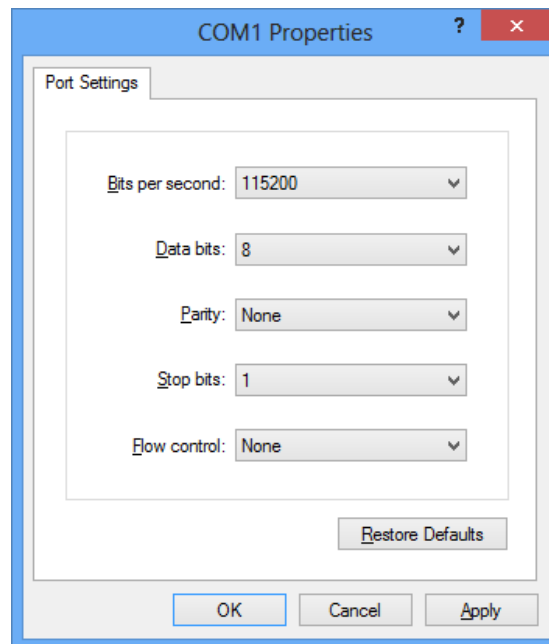 COM1 Properties
?
Port Settings
Bits per second: 115200
Data bits: 8
Parity: None
Stop bits: 1
Flow control: None
Restore Defaults
OK Cancel Apply